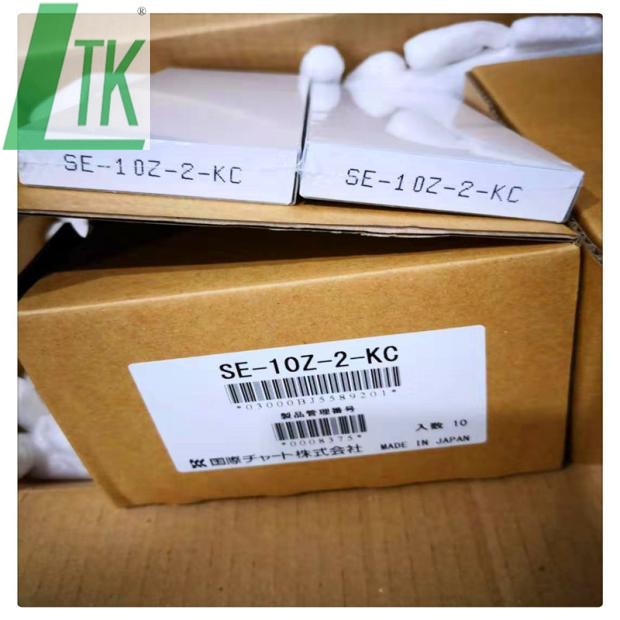 LTK®
SE-10Z-2-KC
SE-10Z-2-KC
SE-10Z-2-KC
*03000BJ5589201*
製品管理番号
*0008375*
入数 10
国際チャート株式会社
MADE IN JAPAN